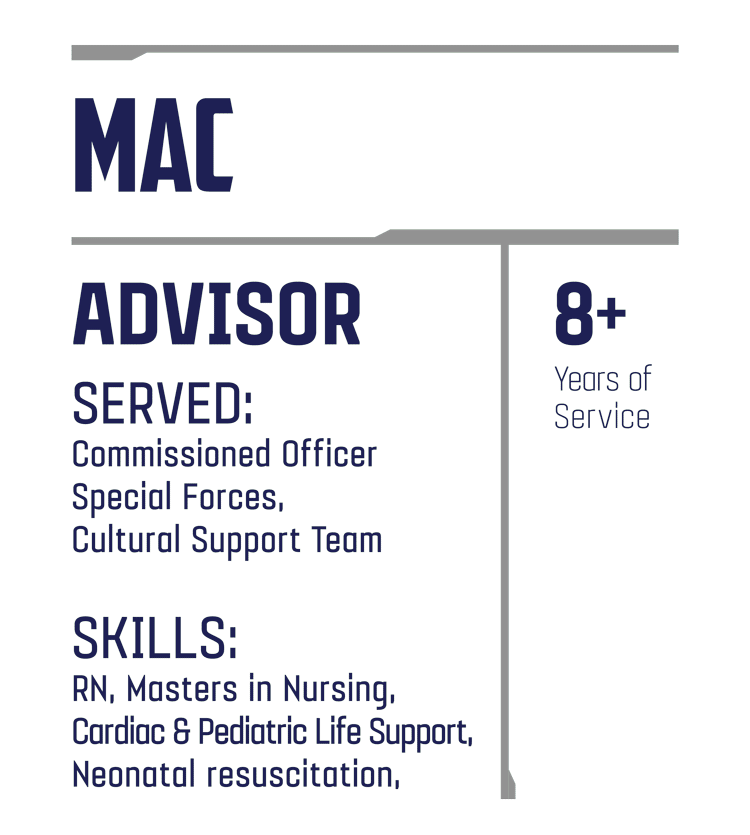 MAC
ADVISOR
SERVED:
Commissioned Officer
Special Forces,
Cultural Support Team
SKILLS:
RN, Masters in Nursing,
Cardiac & Pediatric Life Support,
Neonatal resuscitation,
8+
Years of
Service